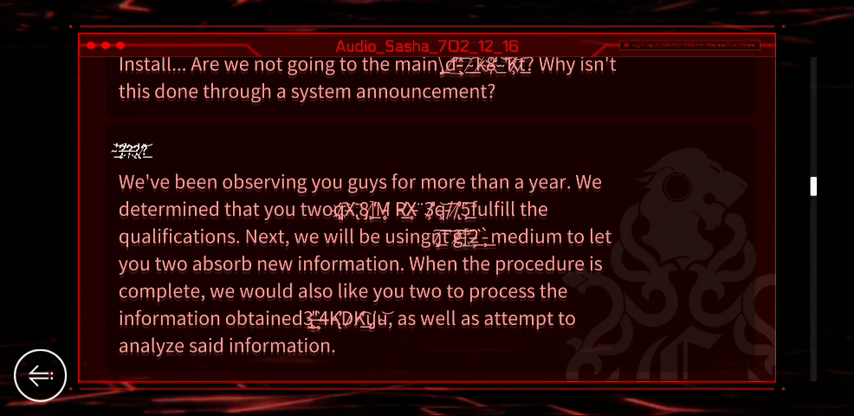 Audio_Sasha_702_12_16
Install... Are we not going to the main ? Why isn't
this done through a system announcement?
We've been observing you guys for more than a year. We
determined that you two fulfill the
qualifications. Next, we will be using medium to let
you two absorb new information. When the procedure is
complete, we would also like you two to process the
information obtained , as well as attempt to
analyze said information.